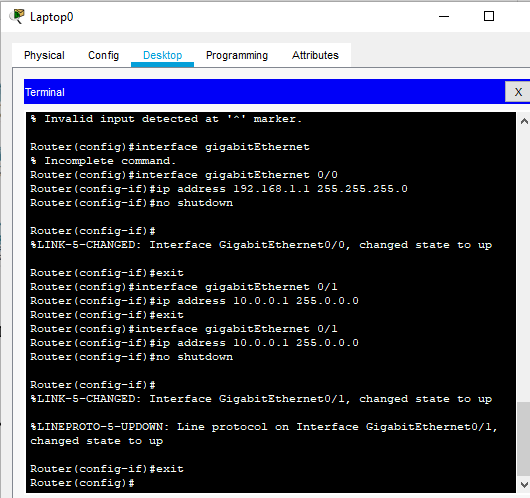 Laptop0
Physical Config Desktop Programming Attributes
Terminal X
% Invalid input detected at '^' marker.
Router(config)#interface gigabitEthernet
% Incomplete command.
Router(config)#interface gigabitEthernet 0/0
Router(config-if)#ip address 192.168.1.1 255.255.255.0
Router(config-if)#no shutdown
Router(config-if)#
%LINK-5-CHANGED: Interface GigabitEthernet0/0, changed state to up
Router(config-if)#exit
Router(config)#interface gigabitEthernet 0/1
Router(config-if)#ip address 10.0.0.1 255.0.0.0
Router(config-if)#exit
Router(config)#interface gigabitEthernet 0/1
Router(config-if)#ip address 10.0.0.1 255.0.0.0
Router(config-if)#no shutdown
Router(config-if)#
%LINK-5-CHANGED: Interface GigabitEthernet0/1, changed state to up
%LINEPROTO-5-UPDOWN: Line protocol on Interface GigabitEthernet0/1,
changed state to up
Router(config-if)#exit
Router(config)#